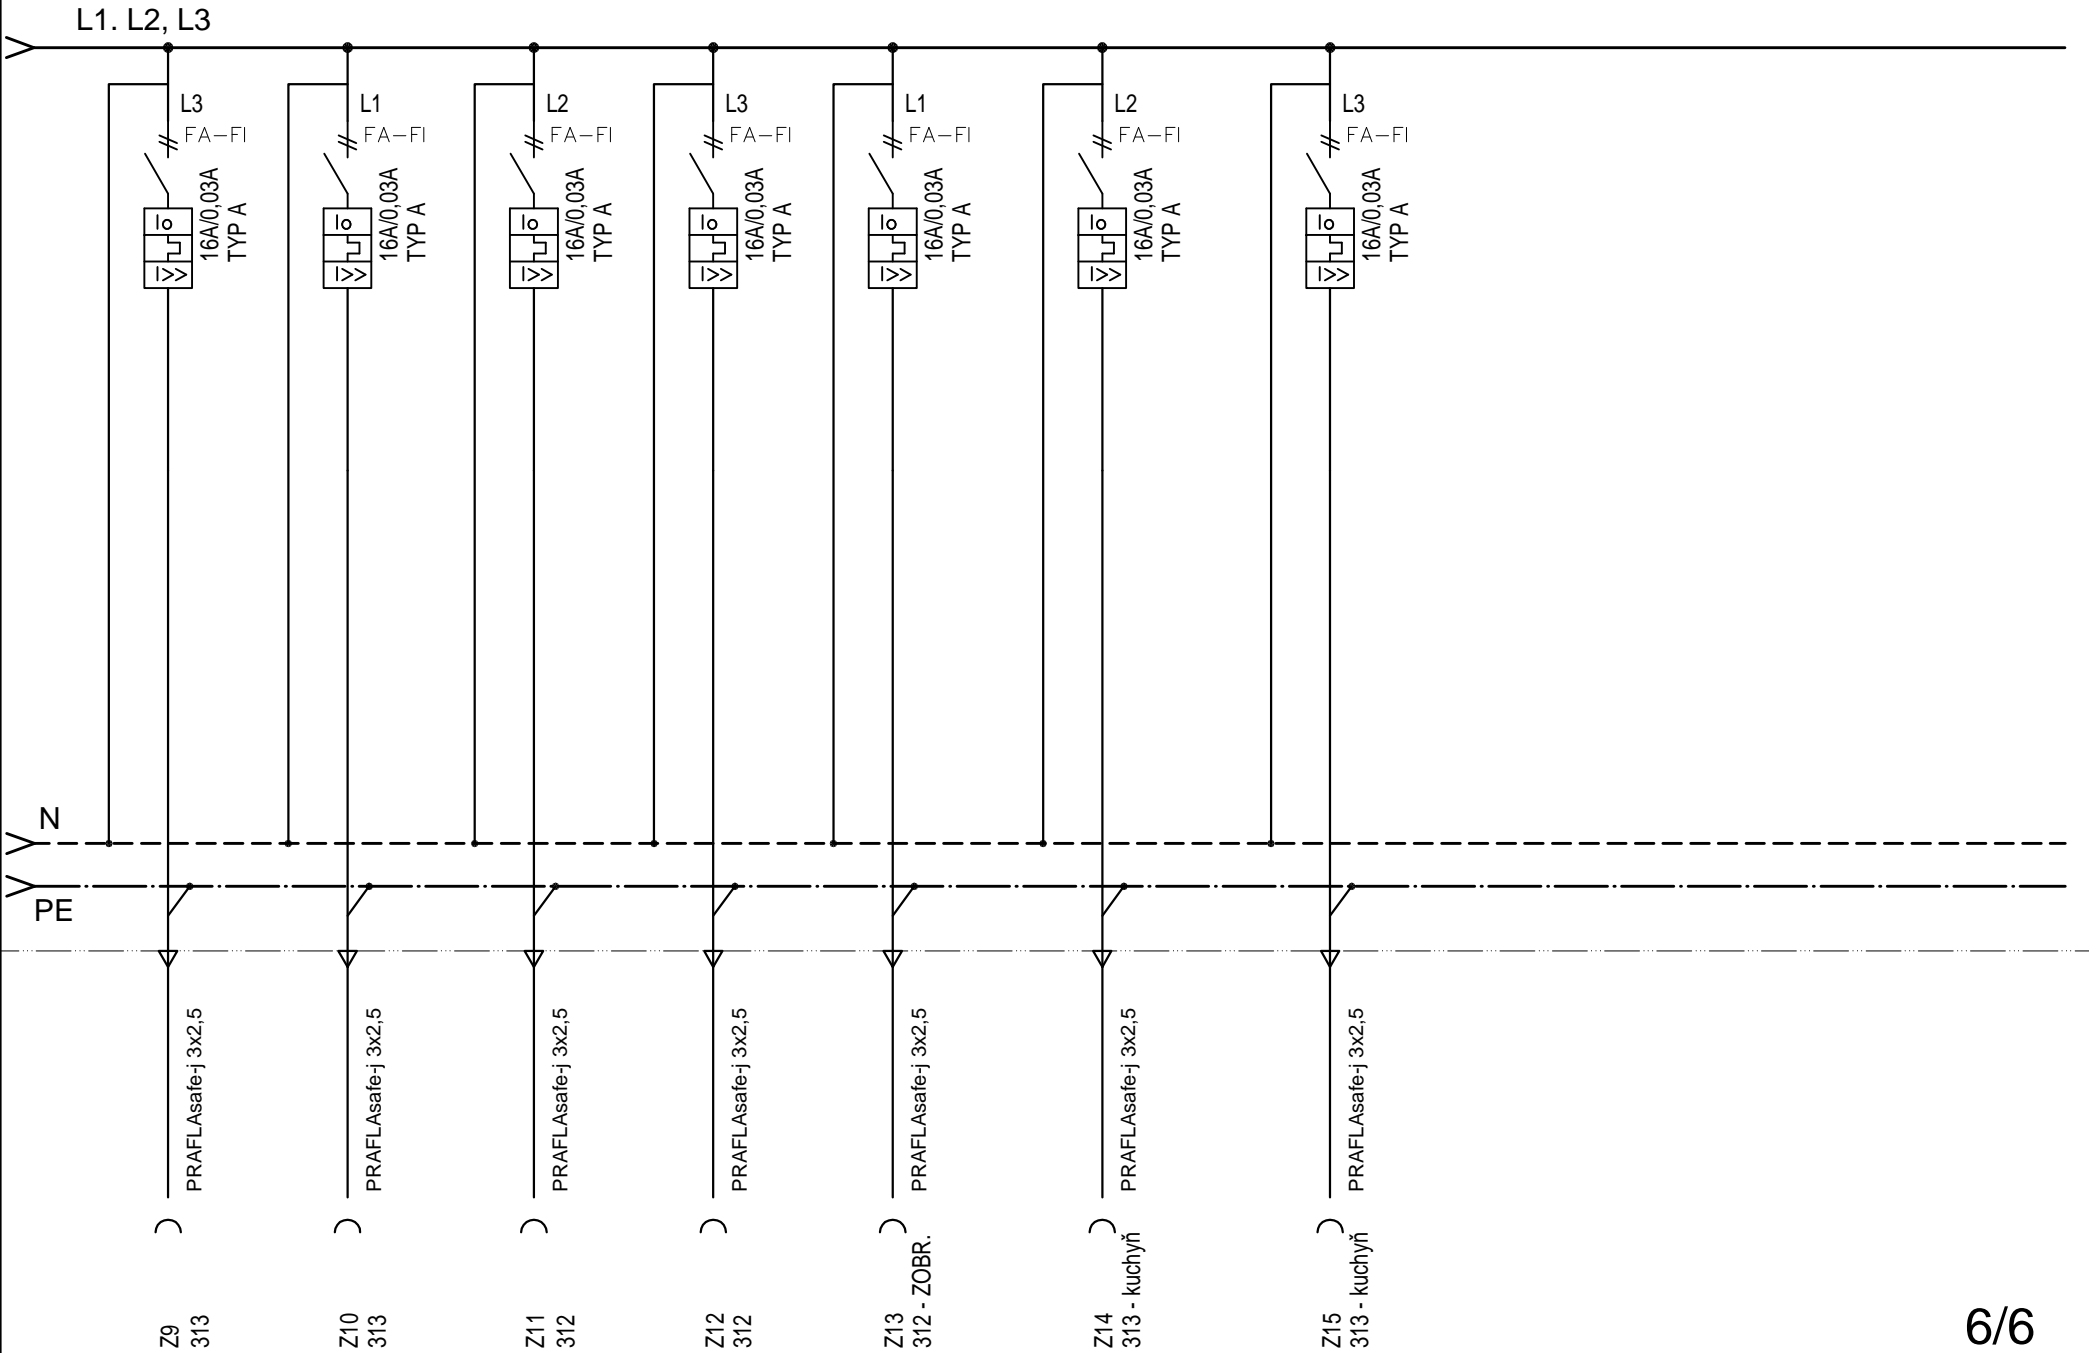 L1. L2, L3
L3
FA-FI
16A/0,03A
TYP A
L1
FA-FI
16A/0,03A
TYP A
L2
FA-FI
16A/0,03A
TYP A
L3
FA-FI
16A/0,03A
TYP A
L1
FA-FI
16A/0,03A
TYP A
L2
FA-FI
16A/0,03A
TYP A
L3
FA-FI
16A/0,03A
TYP A
N
PE
PRAFLAsafe-j 3x2,5
PRAFLAsafe-j 3x2,5
PRAFLAsafe-j 3x2,5
PRAFLAsafe-j 3x2,5
PRAFLAsafe-j 3x2,5
PRAFLAsafe-j 3x2,5
PRAFLAsafe-j 3x2,5
Z9
313
Z10
313
Z11
312
Z12
312
Z13
312 - ZOBR.
Z14
313 - kuchyň
Z15
313 - kuchyň
6/6